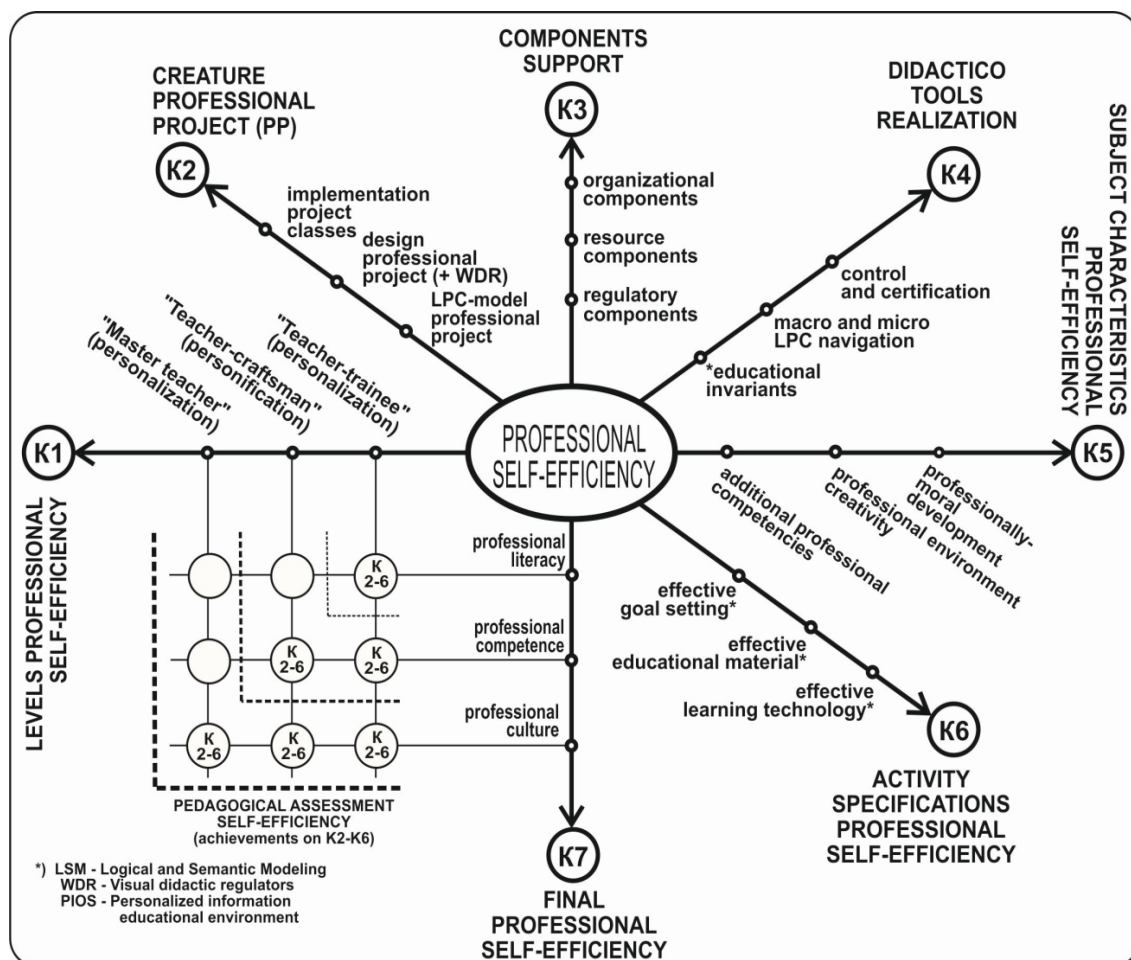 COMPONENTS
SUPPORT
K3
CREATURE
PROFESSIONAL
PROJECT (PP)
K2
DIDACTICO
TOOLS
REALIZATION
K4
SUBJECT CHARACTERISTICS
PROFESSIONAL
SELF-EFFICIENCY
K5
organizational
components
resource
components
regulatory
components
implementation
project
classes
design
professional
project (+ WDR)
LPC-model
professional
project
control
and certification
macro and micro
LPC navigation
*educational
invariants
"Master teacher"
(personalization)
"Teacher-craftsman"
(personification)
"Teacher-trainee"
(personalization)
K1
LEVELS PROFESSIONAL
SELF-EFFICIENCY
PROFESSIONAL
SELF-EFFICIENCY
additional professional
competencies
professional environment
creativity
professionally-
moral
development
professional
literacy
professional
competence
professional
culture
K
2-6
K
2-6
K
2-6
K
2-6
K
2-6
K
2-6
effective
goal setting*
effective
educational material*
effective
learning technology*
K6
ACTIVITY
SPECIFICATIONS
PROFESSIONAL
SELF-EFFICIENCY
PEDAGOGICAL ASSESSMENT
SELF-EFFICIENCY
(achievements on K2-K6)
K7
FINAL
PROFESSIONAL
SELF-EFFICIENCY
*) LSM - Logical and Semantic Modeling
WDR - Visual didactic regulators
PIOS - Personalized information
educational environment